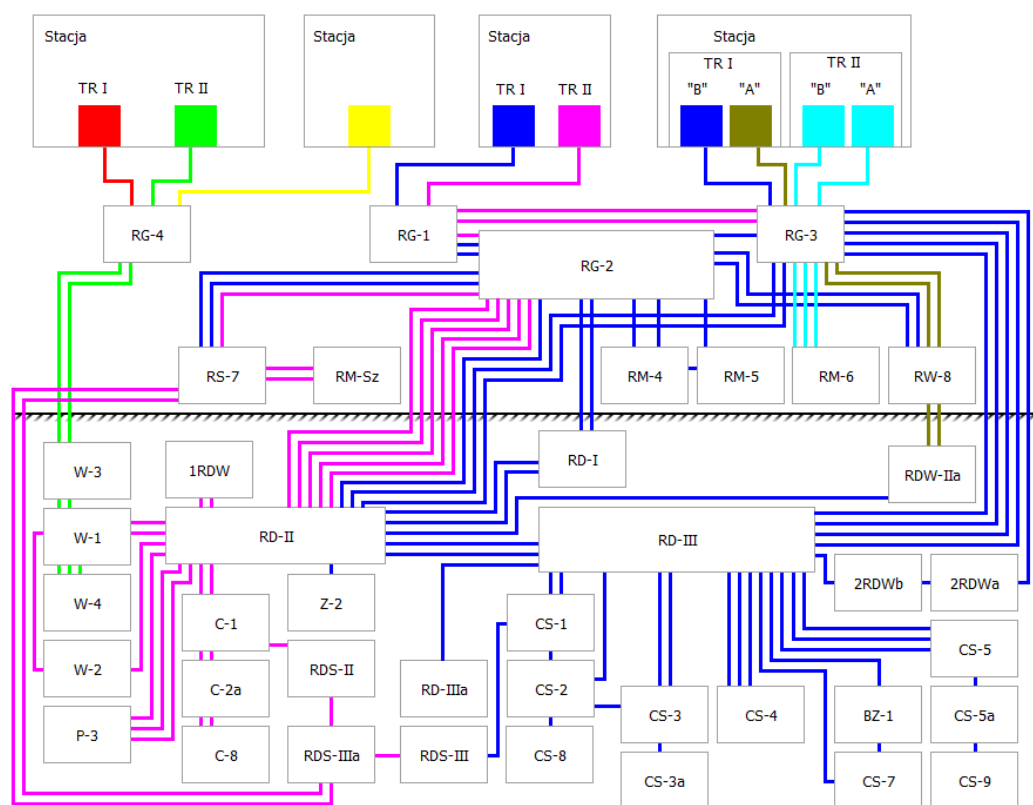 Stacja
Stacja
Stacja
Stacja
TR I
TR II
TR I
TR II
TR I
TR II
"B"
"A"
"B"
"A"
RG-4
RG-1
RG-2
RG-3
RS-7
RM-Sz
RM-4
RM-5
RM-6
RW-8
W-3
1RDW
RD-I
RDW-IIa
W-1
RD-II
RD-III
W-4
Z-2
2RDWb
2RDWa
C-1
CS-1
W-2
RDS-II
RD-IIIa
CS-5
C-2a
CS-2
CS-3
CS-4
BZ-1
CS-5a
P-3
C-8
RDS-IIIa
RDS-III
CS-8
CS-3a
CS-7
CS-9